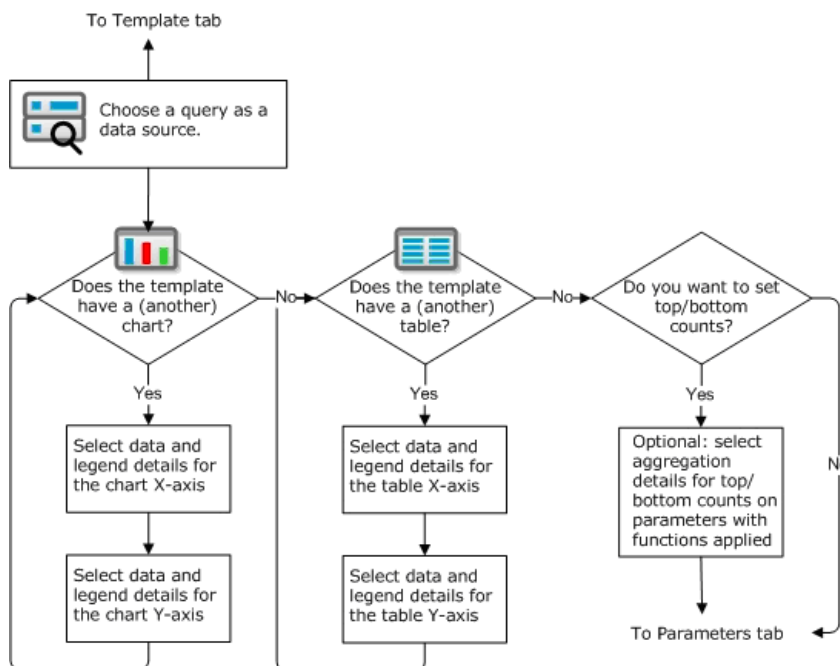 To Template tab
Choose a query as a
data source.
Does the template
have a (another)
chart?
No
Does the template
have a (another)
table?
No
Do you want to set
top/bottom
counts?
Yes
Yes
Yes
Select data and
legend details for
the chart X-axis
Select data and
legend details for
the table X-axis
Optional: select
aggregation
details for top/
bottom counts on
parameters with
functions applied
Select data and
legend details for
the chart Y-axis
Select data and
legend details for
the table Y-axis
To Parameters tab